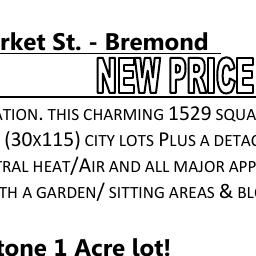 rket St. - Bremond
NEW PRICE
ATION. THIS CHARMING 1529 SQUA
(30X115) CITY LOTS PLUS A DETAC
TRAL HEAT/AIR AND ALL MAJOR APP
TH A GARDEN/ SITTING AREAS & BLO
tone 1 Acre lot!